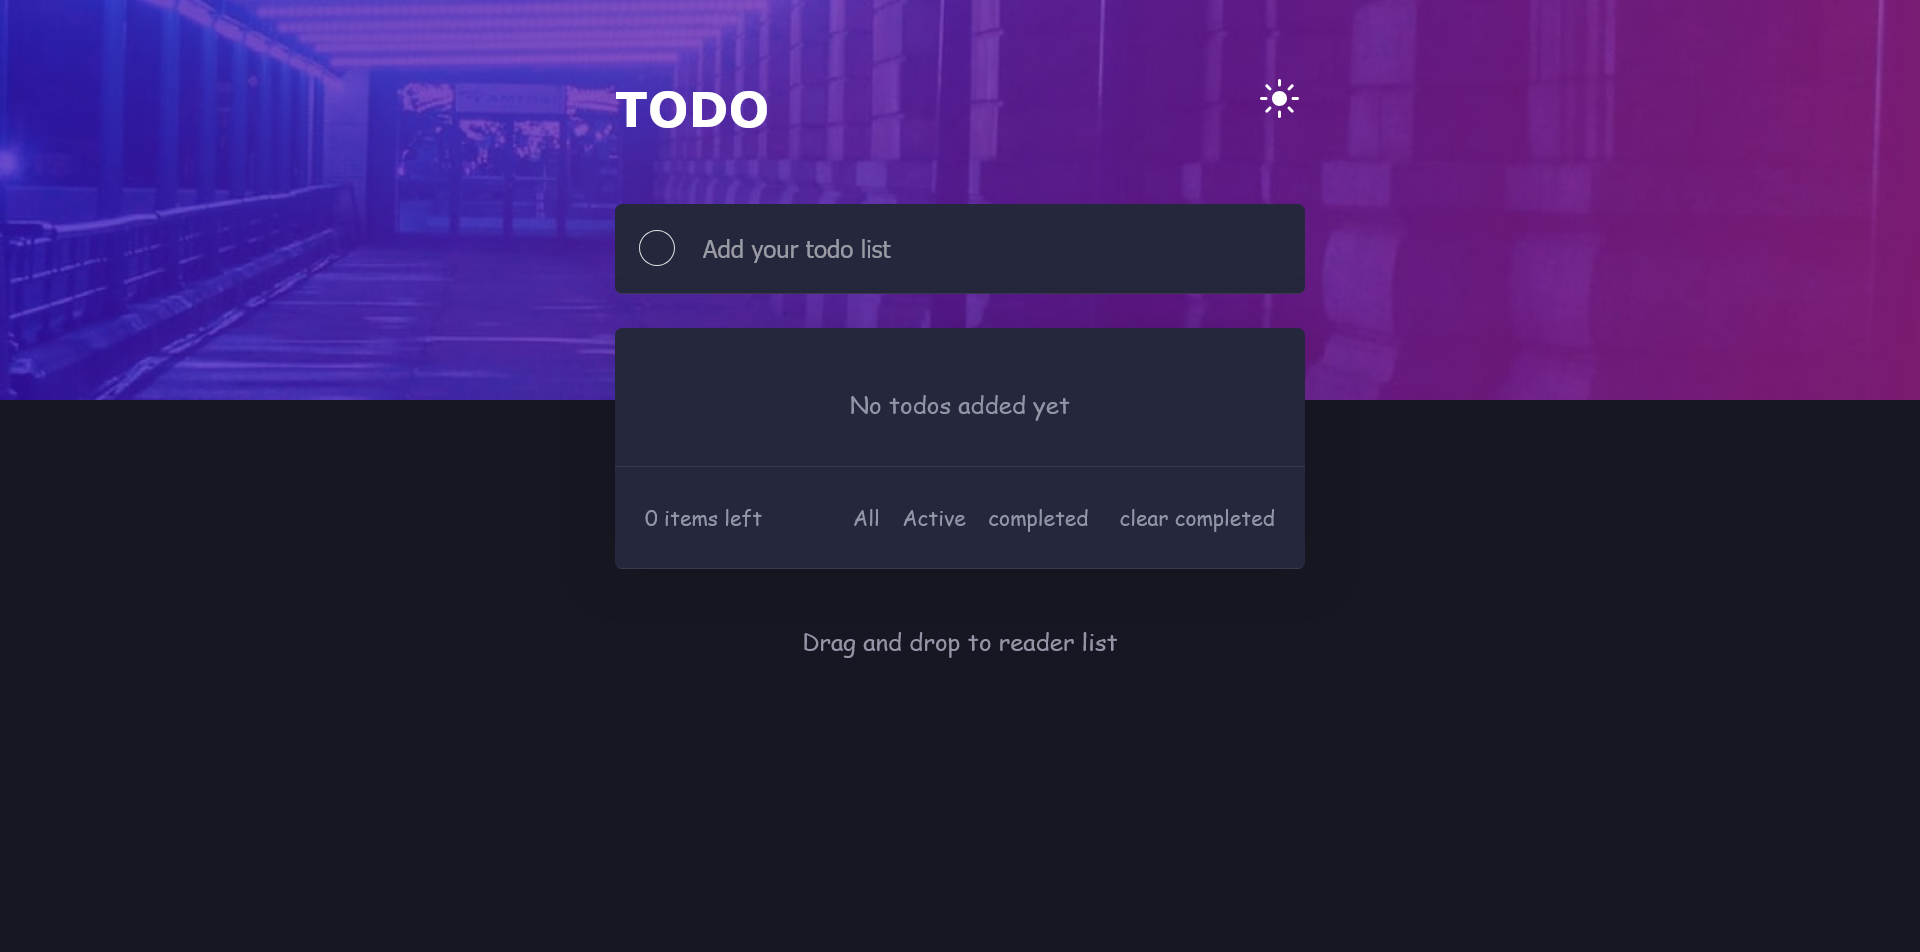 TODO
Add your todo list
No todos added yet
0 items left All Active completed clear completed
Drag and drop to reader list